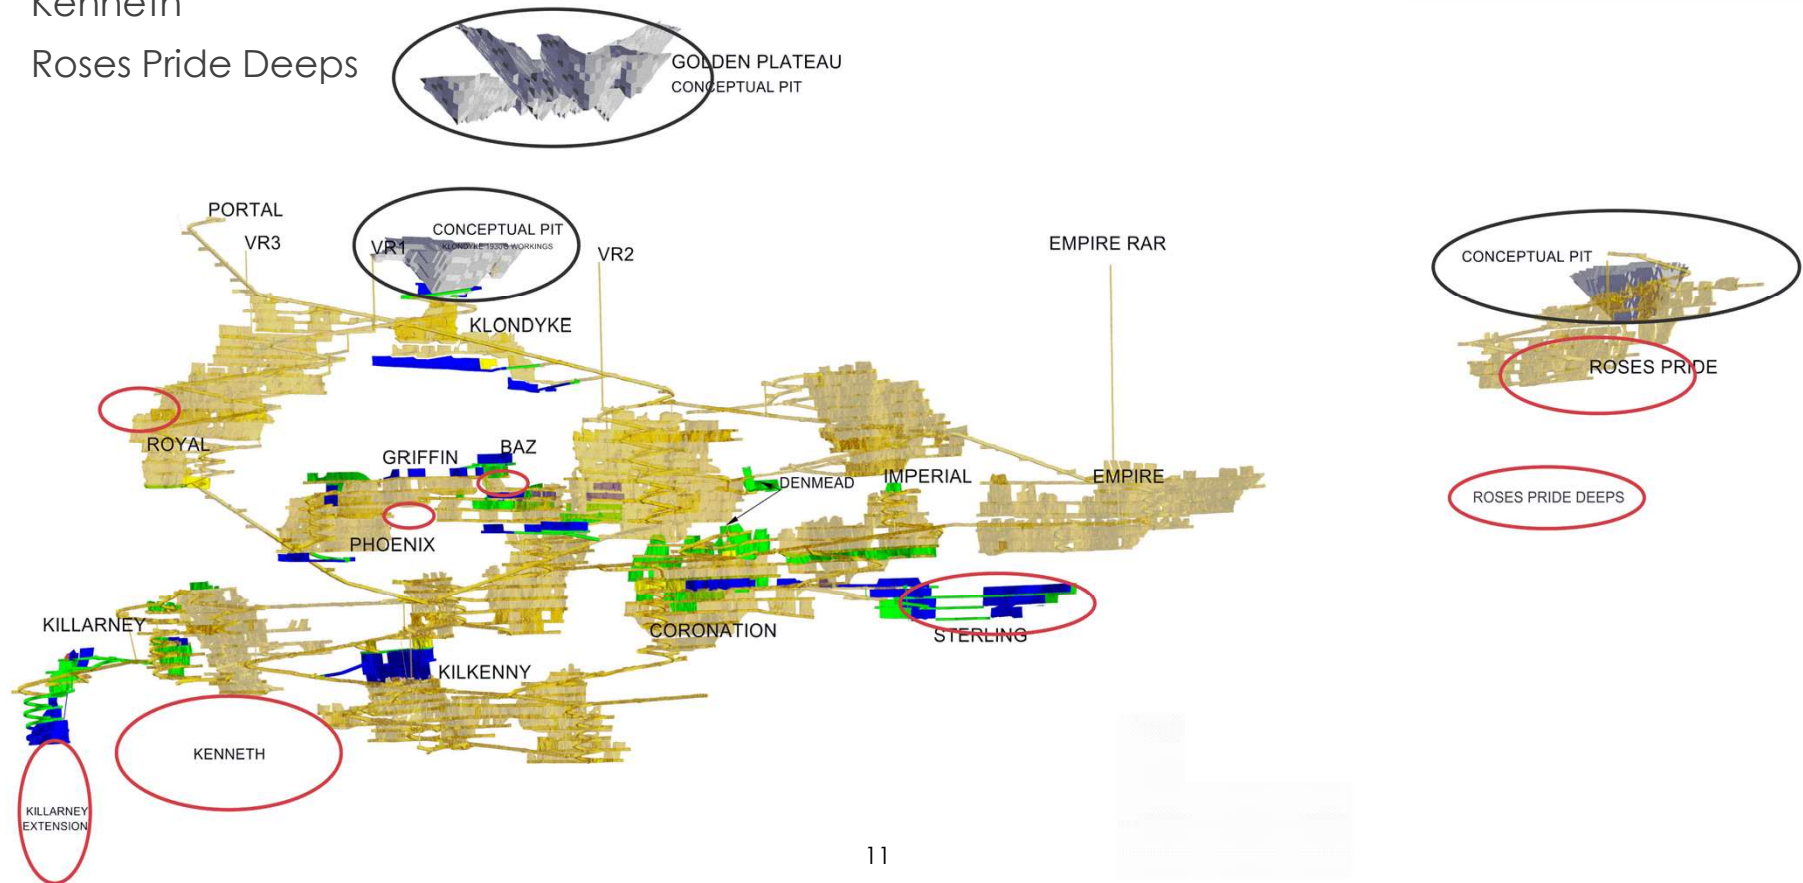 Kenneth
Roses Pride Deeps
GOLDEN PLATEAU
CONCEPTUAL PIT
PORTAL
VR3
VR1
CONCEPTUAL PIT
KLONDYKE 1930'S WORKINGS
VR2
EMPIRE RAR
CONCEPTUAL PIT
KLONDYKE
ROSES PRIDE
ROYAL
GRIFFIN
BAZ
DENMEAD
IMPERIAL
EMPIRE
ROSES PRIDE DEEPS
PHOENIX
KILLARNEY
CORONATION
STERLING
KILKENNY
KENNETH
KILLARNEY
EXTENSION
11